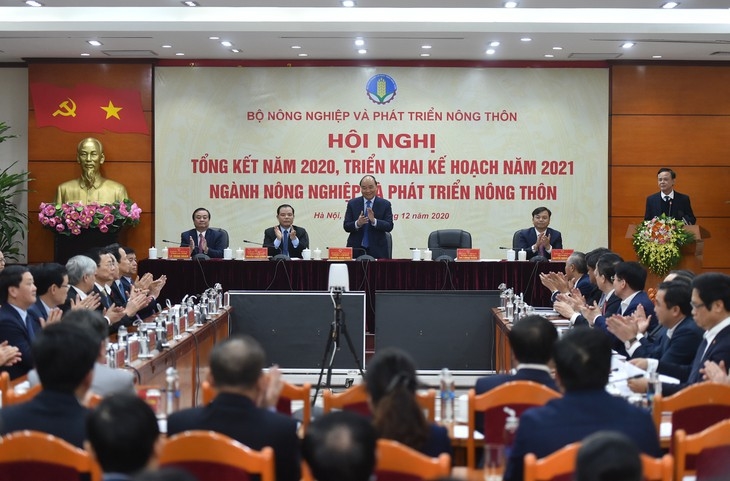 BỘ NÔNG NGHIỆP VÀ PHÁT TRIỂN NÔNG THÔN
HỘI NGHỊ
TỔNG KẾT NĂM 2020, TRIỂN KHAI KẾ HOẠCH NĂM 2021
NGÀNH NÔNG NGHIỆP VÀ PHÁT TRIỂN NÔNG THÔN
Hà Nội, 12 năm 2020